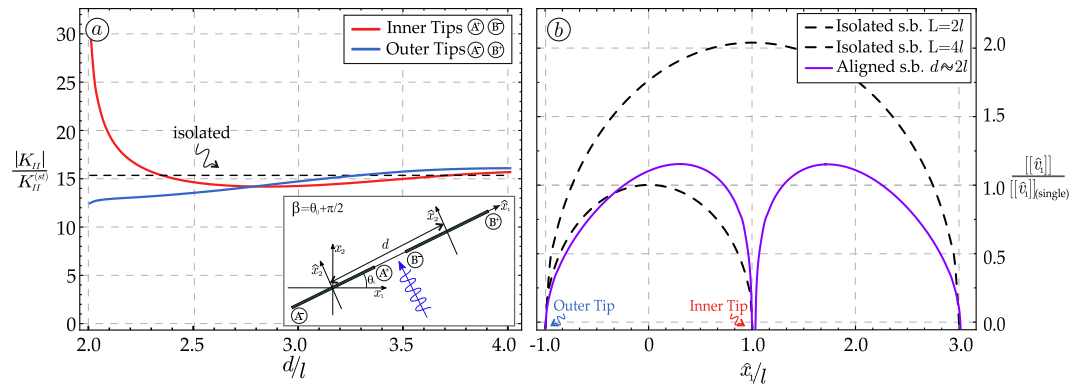 a
Inner Tips A⁺ B⁻
Outer Tips A⁻ B⁺
isolated
|K_II|
K_II^(st)
30
25
20
15
10
5
0
2.0
2.5
3.0
3.5
4.0
d/l
β=θ₀+π/2
x̂₁
x̂₂
B⁺
d
x₂
x̂₂
B⁻
A⁺
θ₀
x₁
A⁻
b
Isolated s.b. L=2l
Isolated s.b. L=4l
Aligned s.b. d≈2l
2.0
1.5
1.0
0.5
0.0
[[v̂₁]]
[[v̂₁]](single)
Outer Tip
Inner Tip
-1.0
0
1.0
2.0
3.0
x̂₁/l